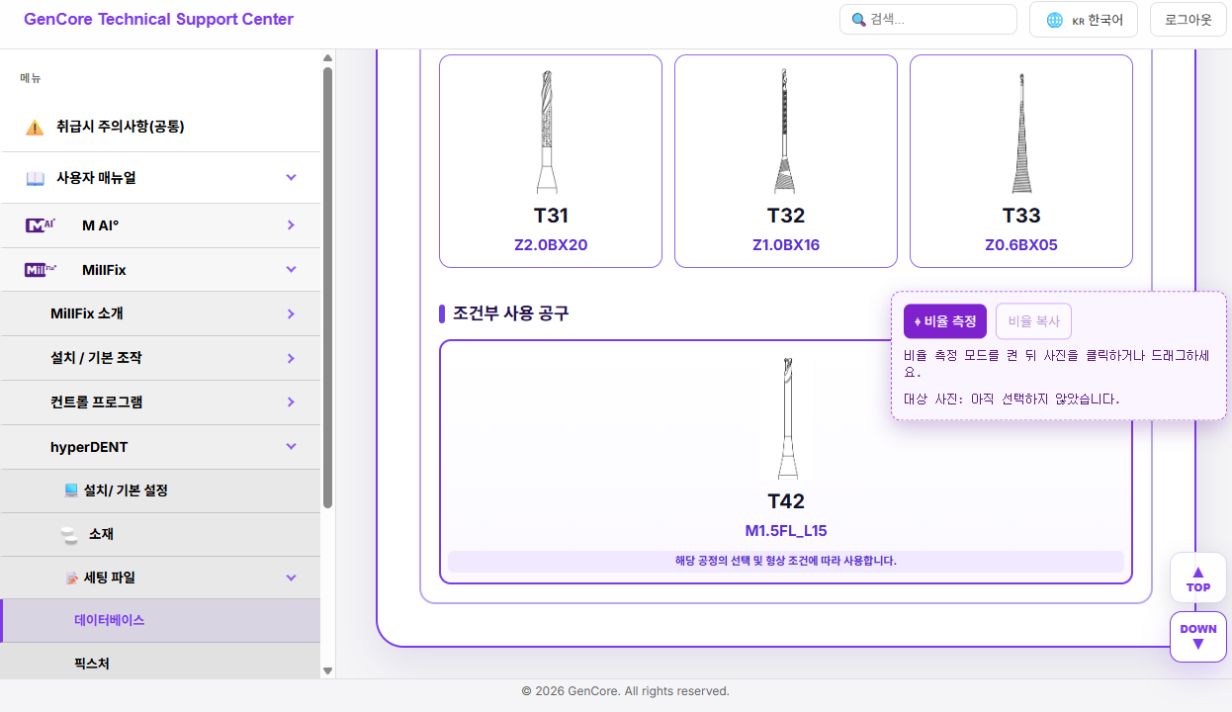 GenCore Technical Support Center
검색...
KR 한국어
로그아웃
메뉴
취급시 주의사항(공통)
사용자 매뉴얼
M AI°
MillFix
MillFix 소개
설치 / 기본 조작
컨트롤 프로그램
hyperDENT
설치/ 기본 설정
소재
세팅 파일
데이터베이스
픽스처
T31
Z2.0BX20
T32
Z1.0BX16
T33
Z0.6BX05
조건부 사용 공구
비율 측정
비율 복사
비율 측정 모드를 켠 뒤 사진을 클릭하거나 드래그하세
요.
대상 사진: 아직 선택하지 않았습니다.
T42
M1.5FL_L15
해당 공정의 선택 및 형상 조건에 따라 사용합니다.
▲
TOP
DOWN
▼
© 2026 GenCore. All rights reserved.